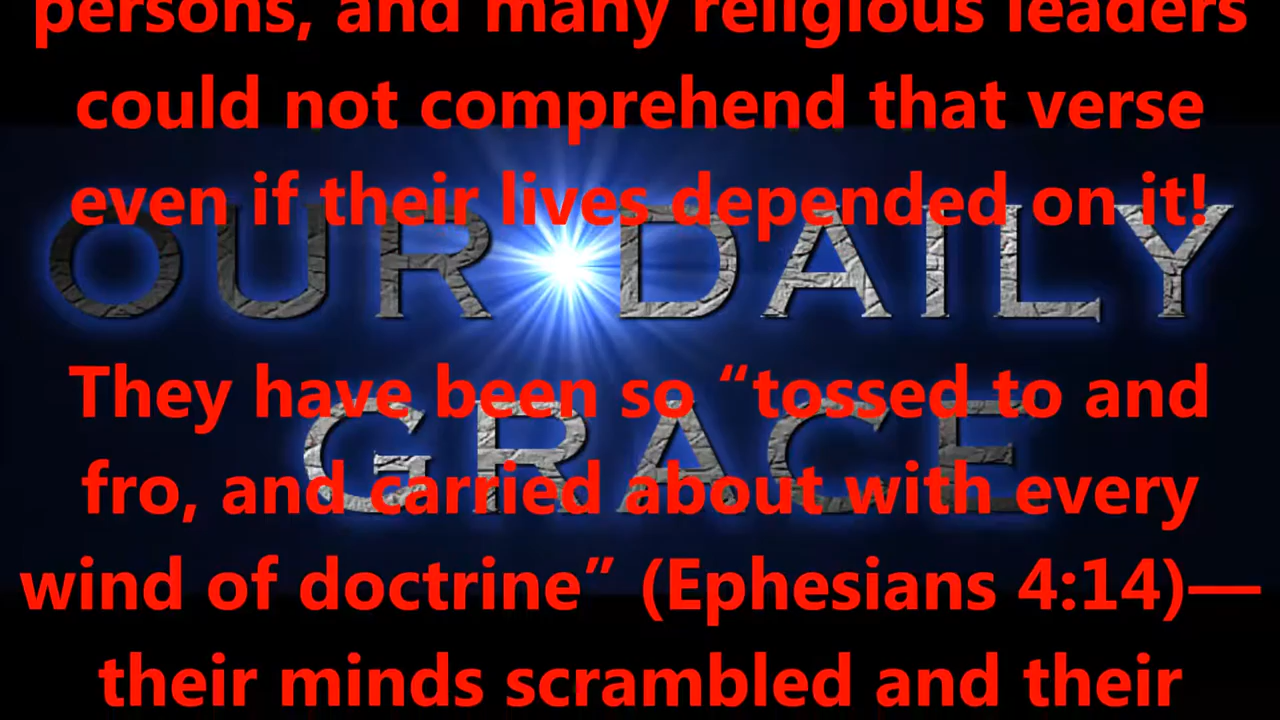 persons, and many religious leaders
could not comprehend that verse
even if their lives depended on it!
OUR DAILY
They have been so “tossed to and
GRACE
fro, and carried about with every
wind of doctrine” (Ephesians 4:14)—
their minds scrambled and their